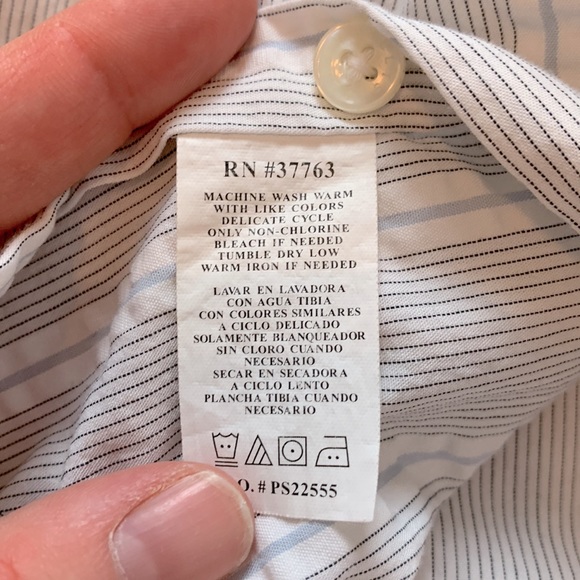 RN #37763
MACHINE WASH WARM
WITH LIKE COLORS
DELICATE CYCLE
ONLY NON-CHLORINE
BLEACH IF NEEDED
TUMBLE DRY LOW
WARM IRON IF NEEDED
LAVAR EN LAVADORA
CON AGUA TIBIA
CON COLORES SIMILARES
A CICLO DELICADO
SOLAMENTE BLANQUEADOR
SIN CLORO CUANDO
NECESARIO
SECAR EN SECADORA
A CICLO LENTO
PLANCHA TIBIA CUANDO
NECESARIO
O. # PS22555